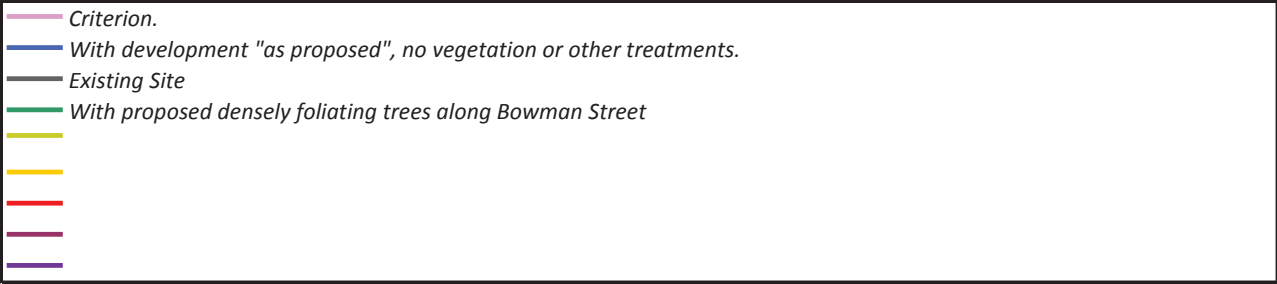 Criterion.
With development "as proposed", no vegetation or other treatments.
Existing Site
With proposed densely foliating trees along Bowman Street